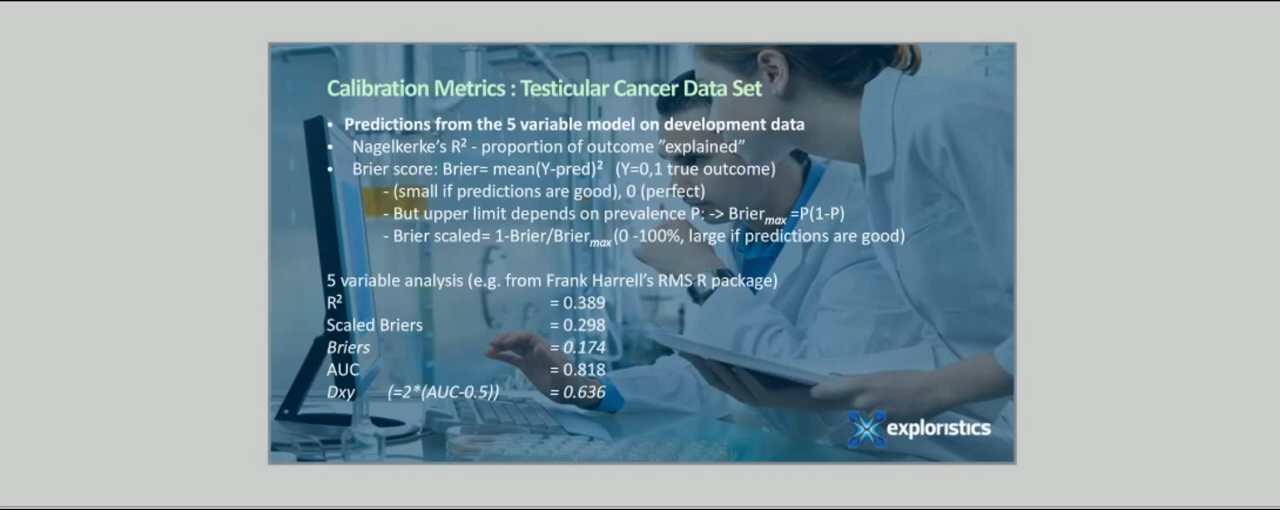 Calibration Metrics : Testicular Cancer Data Set
• Predictions from the 5 variable model on development data
• Nagelkerke's R² - proportion of outcome "explained"
• Brier score: Brier= mean(Y-pred)² (Y=0,1 true outcome)
- (small if predictions are good), 0 (perfect)
- But upper limit depends on prevalence P: -> Brier_max =P(1-P)
- Brier scaled= 1-Brier/Brier_max (0 -100%, large if predictions are good)
5 variable analysis (e.g. from Frank Harrell's RMS R package)
R² = 0.389
Scaled Briers = 0.298
Briers = 0.174
AUC = 0.818
Dxy (=2*(AUC-0.5)) = 0.636
exploristics